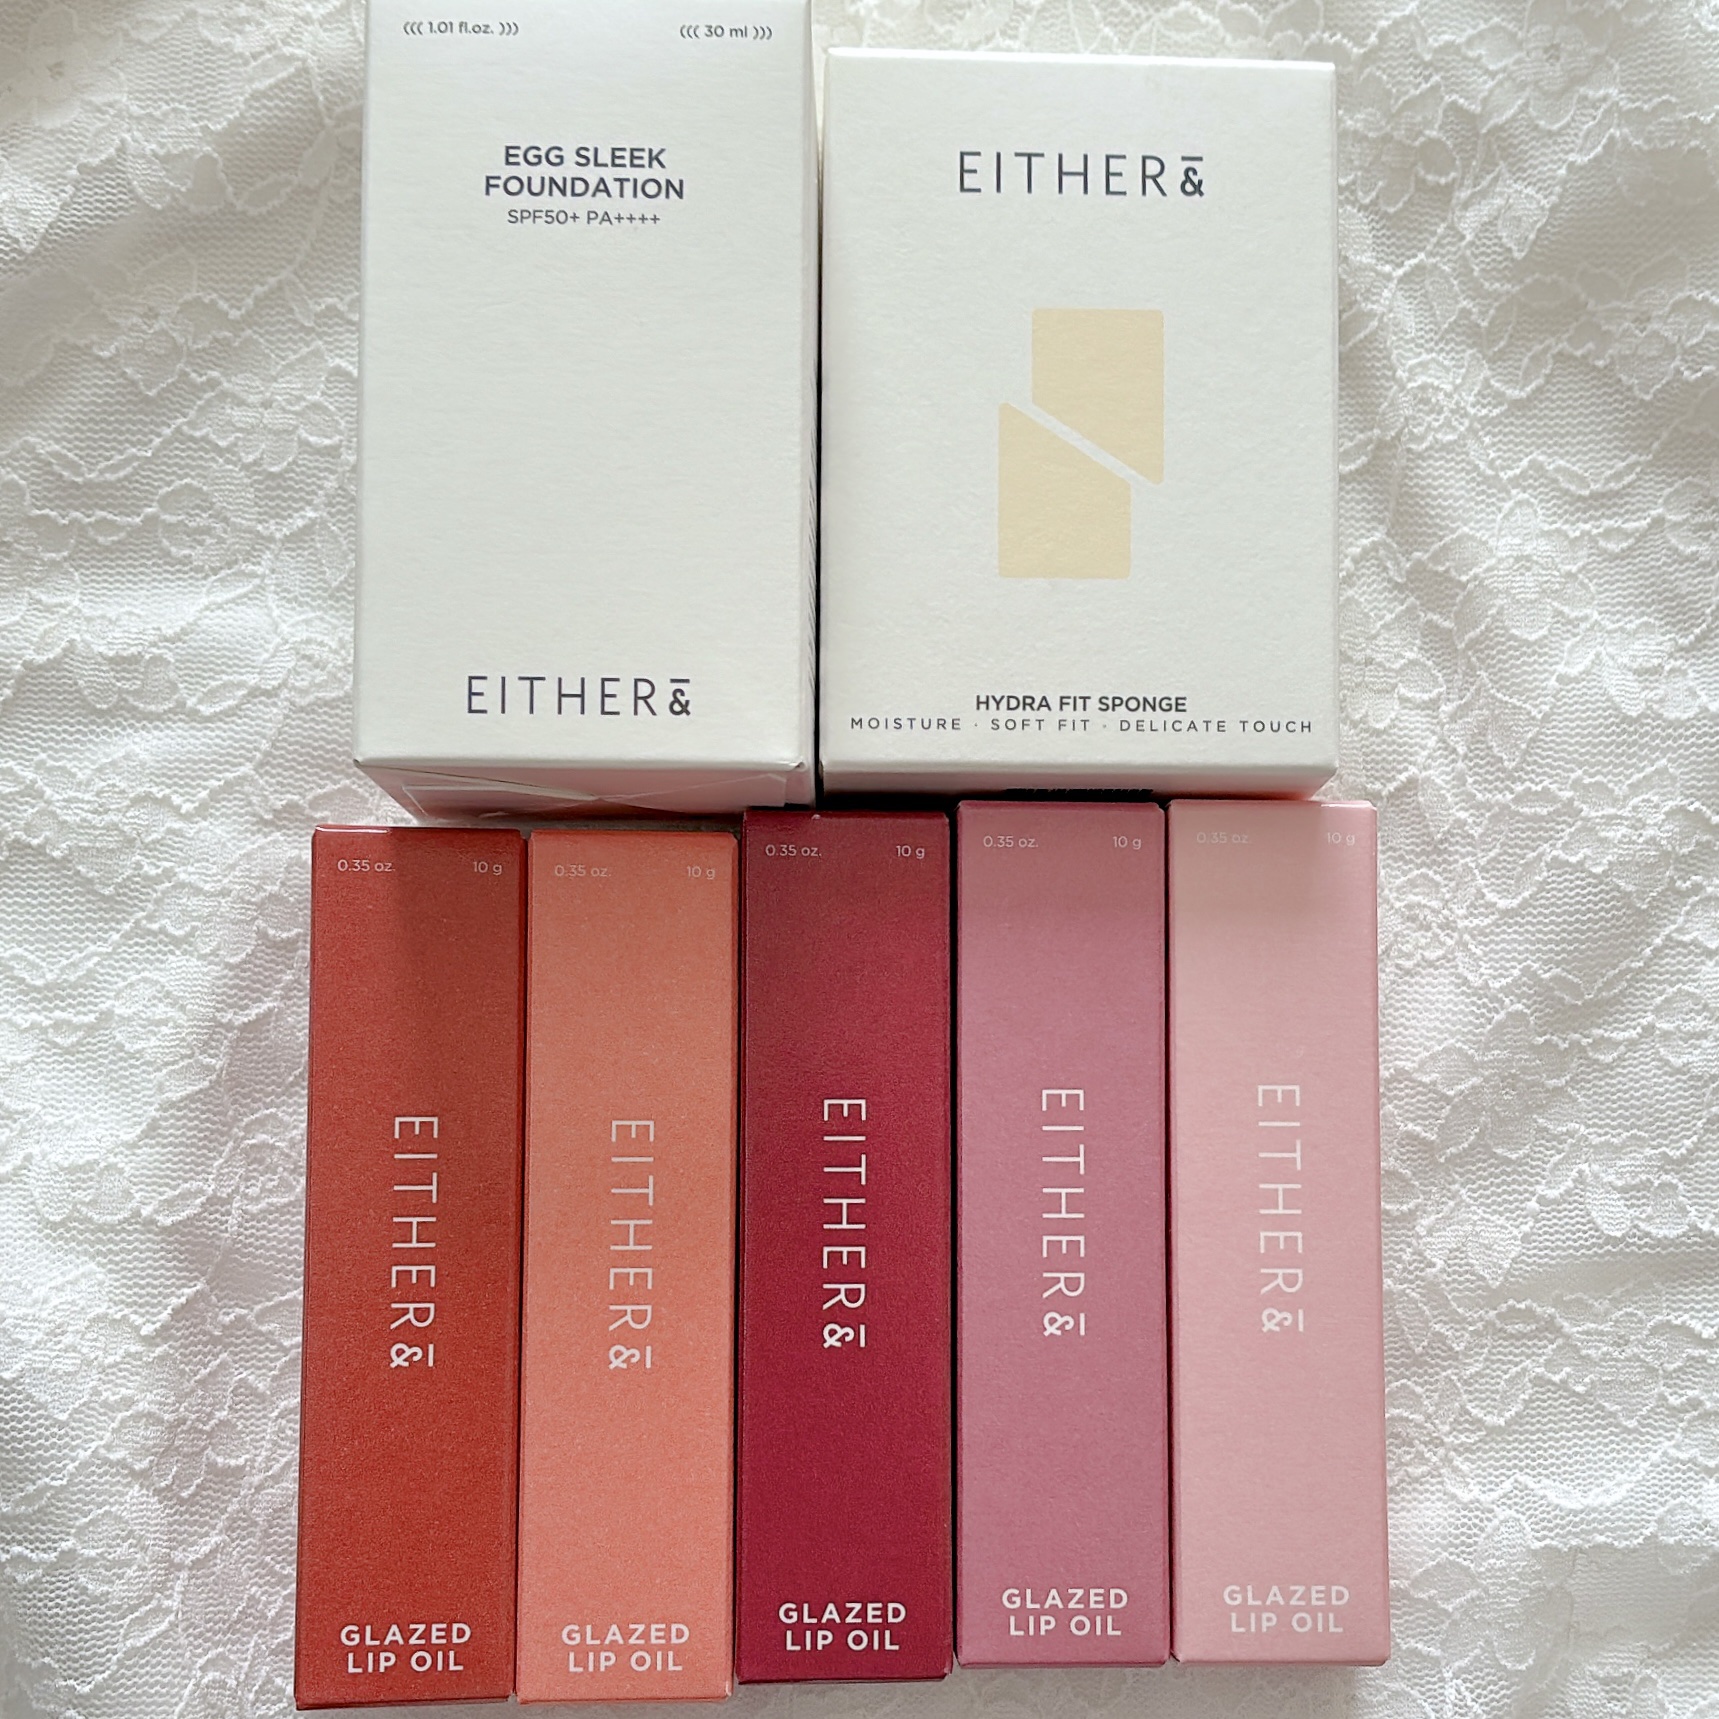 ((( 1.01 fl.oz. ))) ((( 30 ml )))
EGG SLEEK
FOUNDATION
SPF50+ PA++++
EITHER&
EITHER&
HYDRA FIT SPONGE
MOISTURE · SOFT FIT · DELICATE TOUCH
0.35 oz. 10 g
EITHER&
GLAZED
LIP OIL
0.35 oz. 10 g
EITHER&
GLAZED
LIP OIL
0.35 oz. 10 g
EITHER&
GLAZED
LIP OIL
0.35 oz. 10 g
EITHER&
GLAZED
LIP OIL
0.35 oz. 10 g
EITHER&
GLAZED
LIP OIL